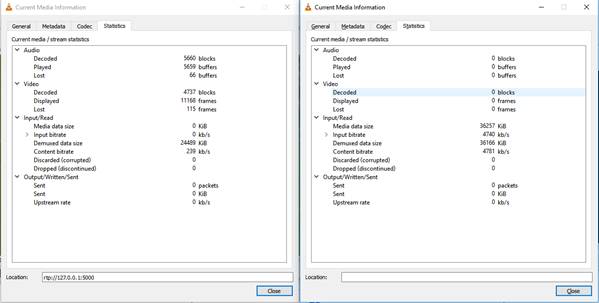 Current Media Information
General Metadata Codec Statistics
Current media / stream statistics
Audio
Decoded 5660 blocks
Played 5659 buffers
Lost 66 buffers
Video
Decoded 4737 blocks
Displayed 11168 frames
Lost 115 frames
Input/Read
Media data size 0 KiB
Input bitrate 0 kb/s
Demuxed data size 24489 KiB
Content bitrate 239 kb/s
Discarded (corrupted) 0
Dropped (discontinued) 0
Output/Written/Sent
Sent 0 packets
Sent 0 KiB
Upstream rate 0 kb/s
Location: rtp://127.0.0.1:5000
Close
Current Media Information
General Metadata Codec Statistics
Current media / stream statistics
Audio
Decoded 0 blocks
Played 0 buffers
Lost 0 buffers
Video
Decoded 0 blocks
Displayed 0 frames
Lost 0 frames
Input/Read
Media data size 36257 KiB
Input bitrate 4740 kb/s
Demuxed data size 36166 KiB
Content bitrate 4781 kb/s
Discarded (corrupted) 0
Dropped (discontinued) 0
Output/Written/Sent
Sent 0 packets
Sent 0 KiB
Upstream rate 0 kb/s
Location:
Close